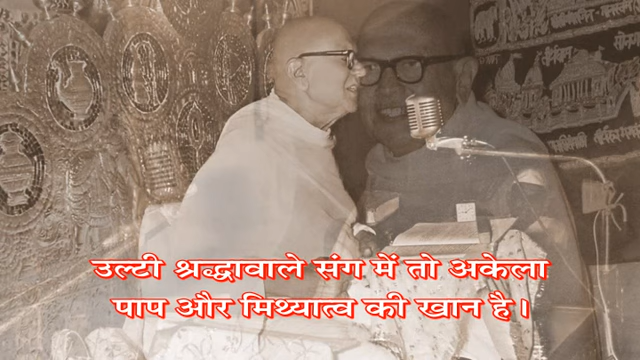 उल्टी श्रद्धावाले संग में तो अकेला
पाप और मिथ्यात्व की खान है।